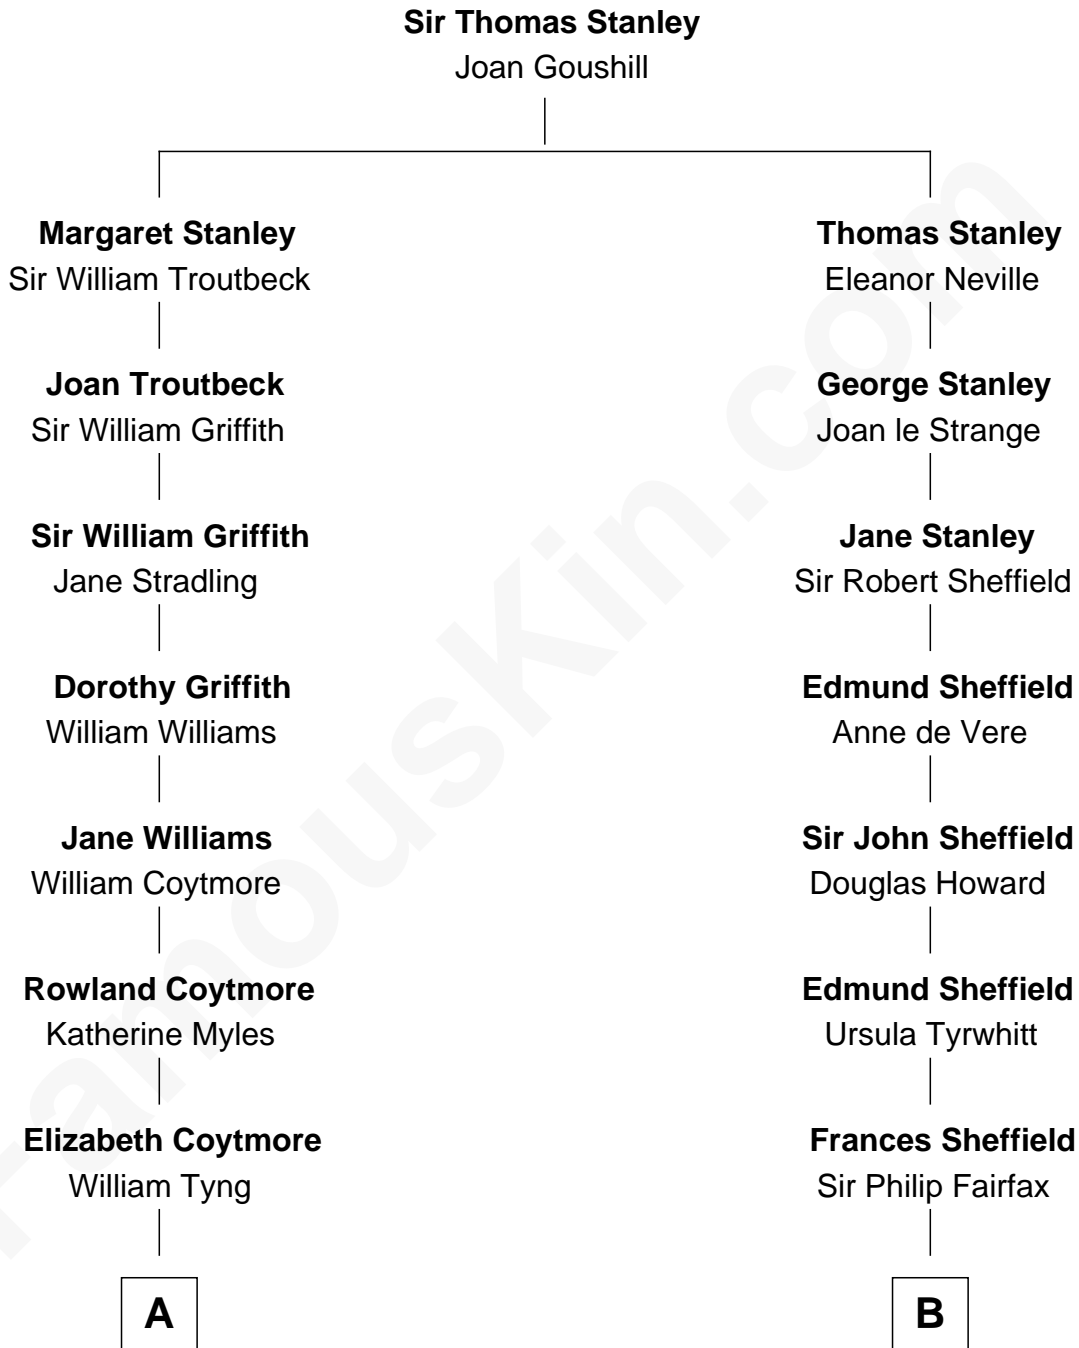 Sir Thomas Stanley
Joan Goushill
Margaret Stanley
Sir William Troutbeck
Thomas Stanley
Eleanor Neville
Joan Troutbeck
Sir William Griffith
George Stanley
Joan le Strange
Sir William Griffith
Jane Stradling
Jane Stanley
Sir Robert Sheffield
Dorothy Griffith
William Williams
Edmund Sheffield
Anne de Vere
Jane Williams
William Coytmore
Sir John Sheffield
Douglas Howard
Rowland Coytmore
Katherine Myles
Edmund Sheffield
Ursula Tyrwhitt
Elizabeth Coytmore
William Tyng
Frances Sheffield
Sir Philip Fairfax
A
B
FamousKin.com